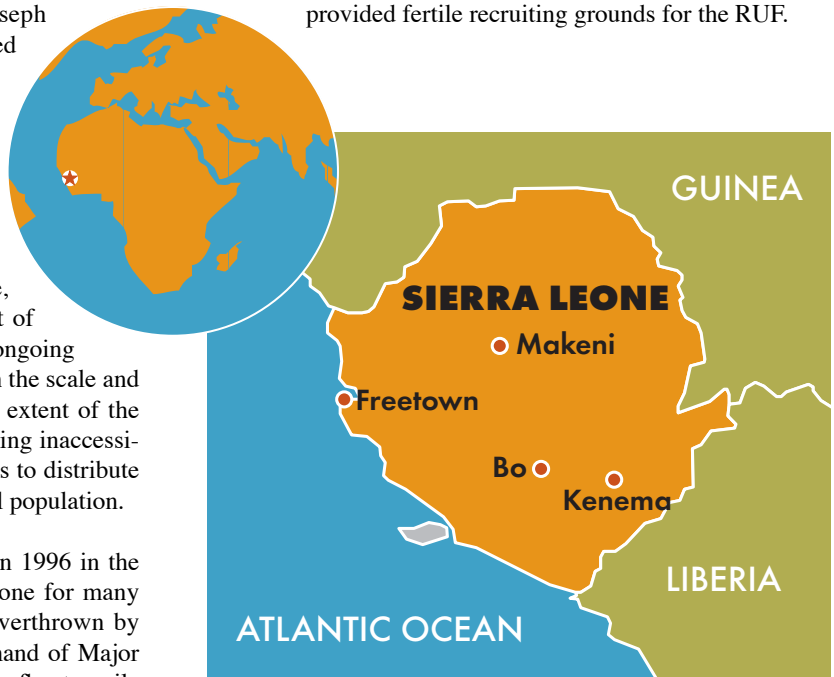 seph
ed
provided fertile recruiting grounds for the RUF.
e,
t of
ongoing
the scale and
extent of the
ing inaccessi-
s to distribute
l population.
n 1996 in the
one for many
verthrown by
mand of Major
GUINEA
SIERRA LEONE
Makeni
Freetown
Bo
Kenema
LIBERIA
ATLANTIC OCEAN